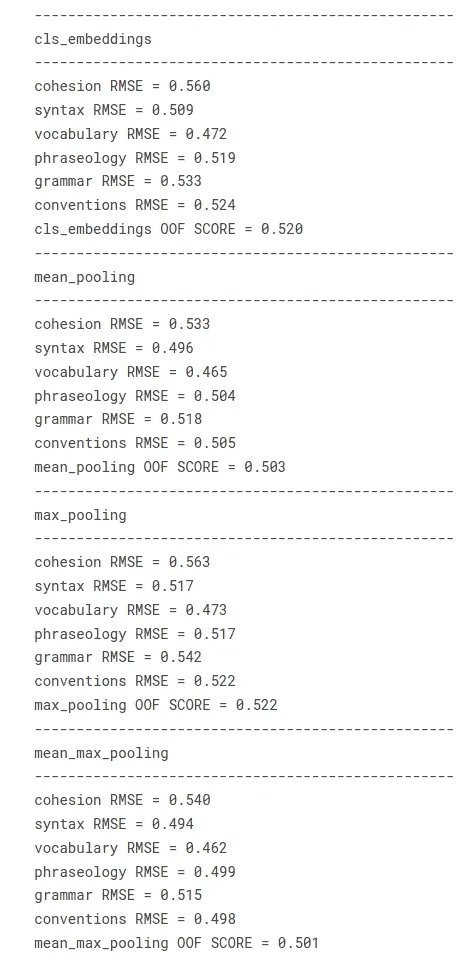 --------------------------------------------------
cls_embeddings
--------------------------------------------------
cohesion RMSE = 0.560
syntax RMSE = 0.509
vocabulary RMSE = 0.472
phraseology RMSE = 0.519
grammar RMSE = 0.533
conventions RMSE = 0.524
cls_embeddings OOF SCORE = 0.520
--------------------------------------------------
mean_pooling
--------------------------------------------------
cohesion RMSE = 0.533
syntax RMSE = 0.496
vocabulary RMSE = 0.465
phraseology RMSE = 0.504
grammar RMSE = 0.518
conventions RMSE = 0.505
mean_pooling OOF SCORE = 0.503
--------------------------------------------------
max_pooling
--------------------------------------------------
cohesion RMSE = 0.563
syntax RMSE = 0.517
vocabulary RMSE = 0.473
phraseology RMSE = 0.517
grammar RMSE = 0.542
conventions RMSE = 0.522
max_pooling OOF SCORE = 0.522
--------------------------------------------------
mean_max_pooling
--------------------------------------------------
cohesion RMSE = 0.540
syntax RMSE = 0.494
vocabulary RMSE = 0.462
phraseology RMSE = 0.499
grammar RMSE = 0.515
conventions RMSE = 0.498
mean_max_pooling OOF SCORE = 0.501